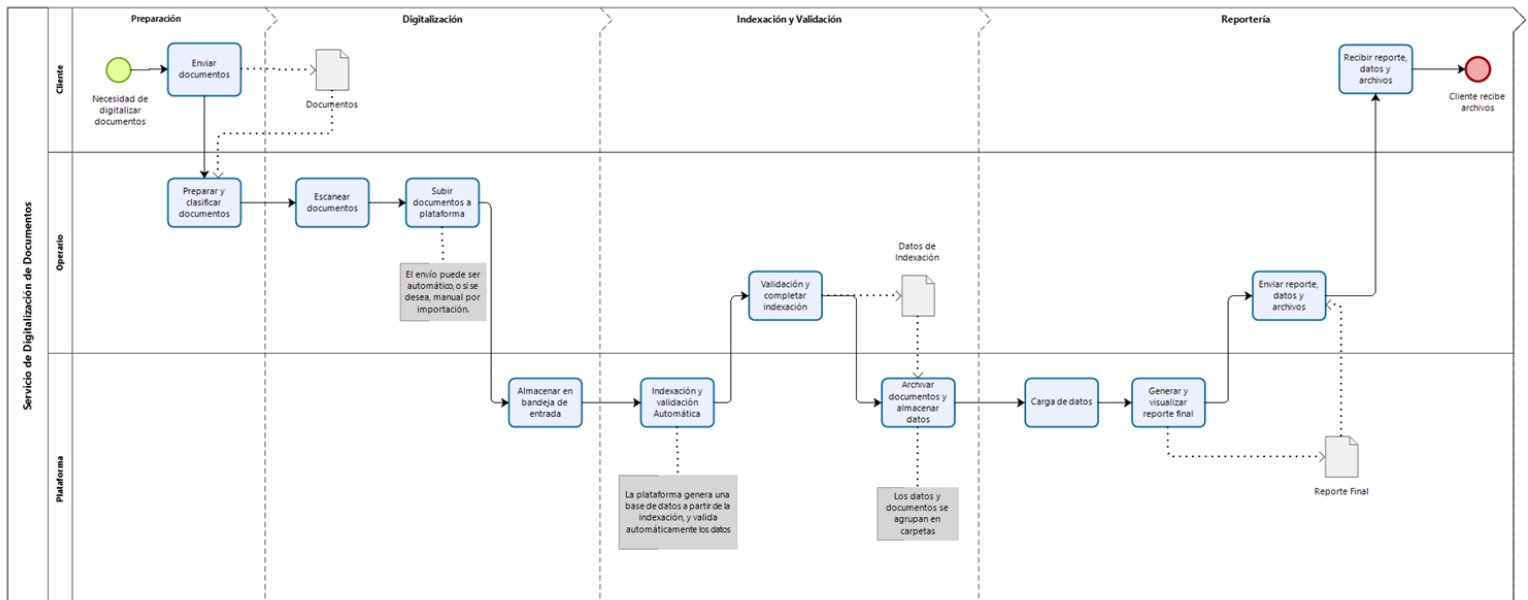 Preparación
Digitalización
Indexación y Validación
Reportería
Servicio de Digitalización de Documentos
Cliente
Necesidad de
digitalizar
documentos
Enviar
documentos
Documentos
Recibir reporte,
datos y
archivos
Cliente recibe
archivos
Operario
Preparar y
clasificar
documentos
Escanear
documentos
Subir
documentos a
plataforma
El envío puede ser
automático, o si se
desea, manual por
importación.
Validación y
completar
indexación
Datos de
Indexación
Enviar reporte,
datos y
archivos
Plataforma
Almacenar en
bandeja de
entrada
Indexación y
validación
Automática
La plataforma genera una
base de datos a partir de la
indexación, y valida
automáticamente los datos
Archivar
documentos y
almacenar
datos
Los datos y
documentos se
agrupan en
carpetas
Carga de datos
Generar y
visualizar
reporte final
Reporte Final